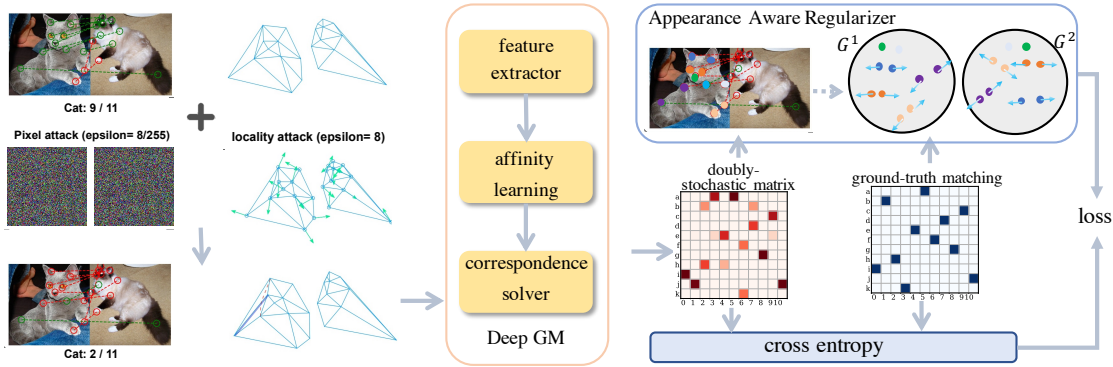 Cat: 9 / 11
Pixel attack (epsilon= 8/255)
locality attack (epsilon= 8)
Cat: 2 / 11
feature
extractor
affinity
learning
correspondence
solver
Deep GM
Appearance Aware Regularizer
G¹
G²
doubly-
stochastic matrix
a
b
c
d
e
f
g
h
i
j
k
0 1 2 3 4 5 6 7 8 9 10
ground-truth matching
a
b
c
d
e
f
g
h
i
j
k
0 1 2 3 4 5 6 7 8 9 10
cross entropy
loss